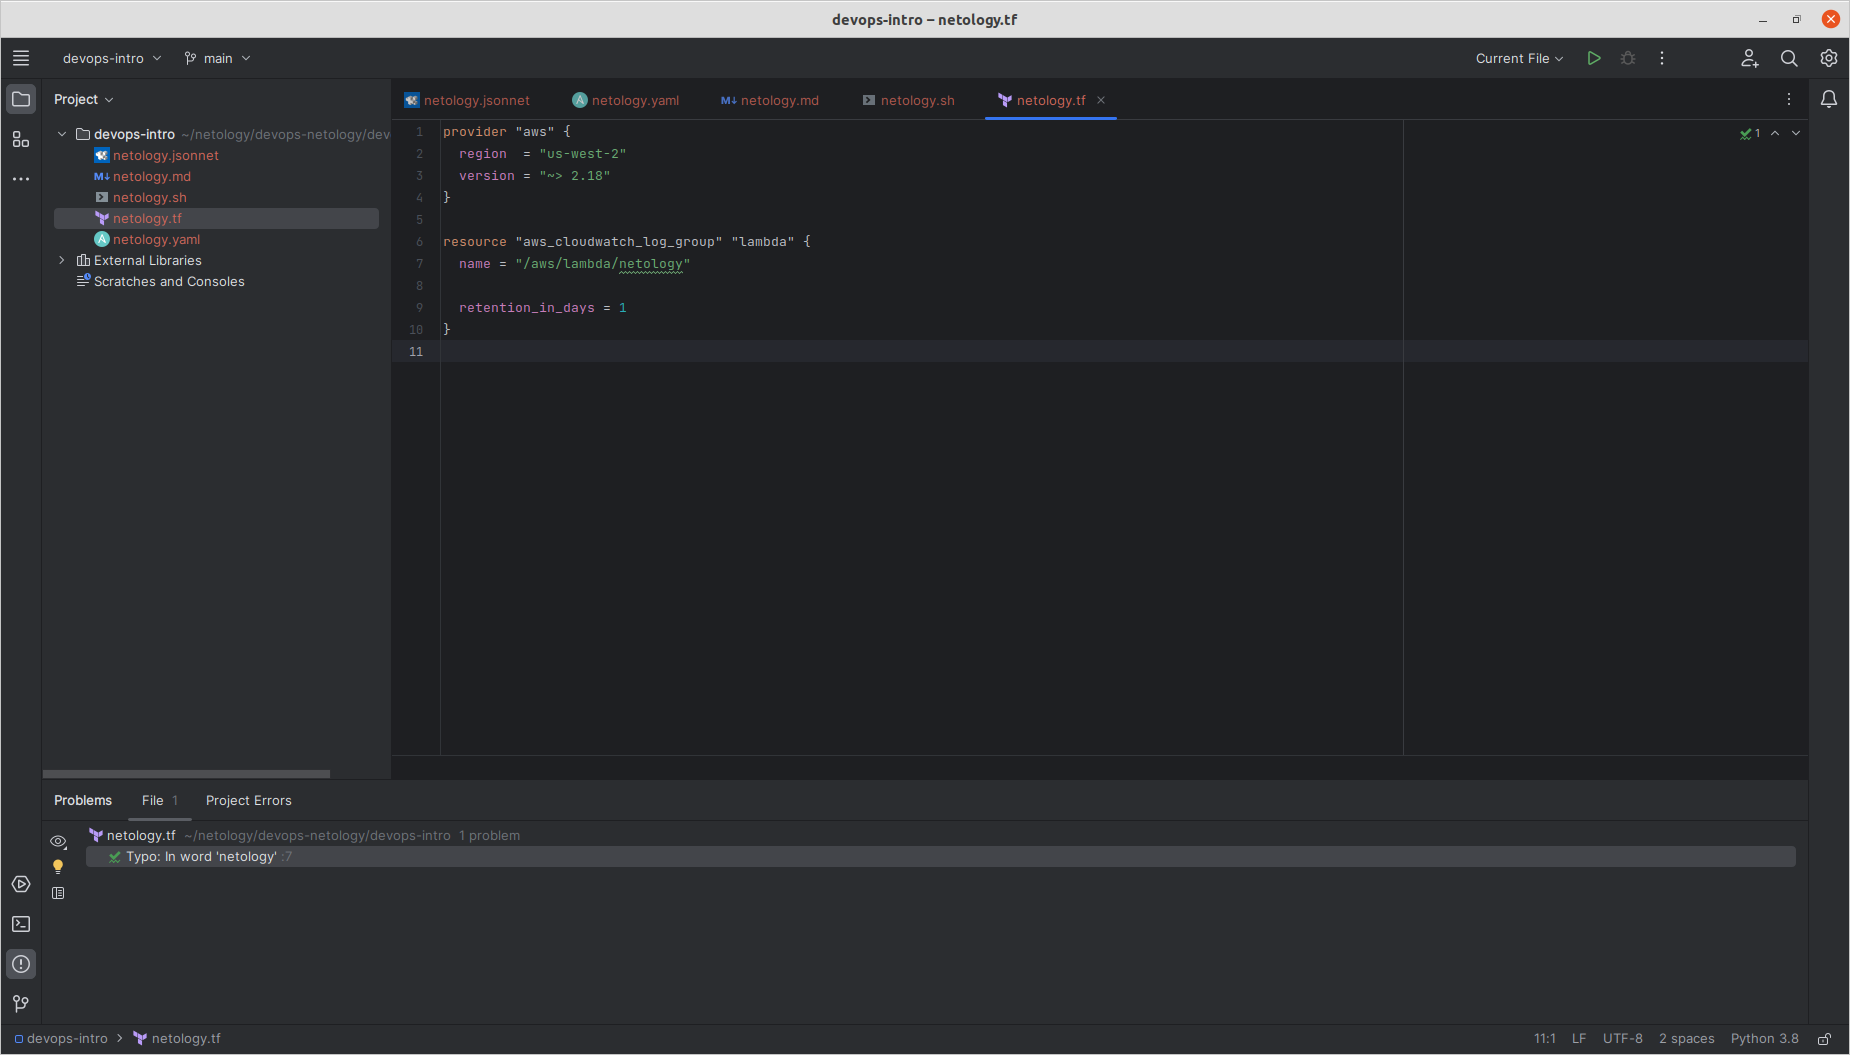 devops-intro – netology.tf
devops-intro main Current File
Project
devops-intro ~/netology/devops-netology/dev
netology.jsonnet
netology.md
netology.sh
netology.tf
netology.yaml
External Libraries
Scratches and Consoles
netology.jsonnet netology.yaml netology.md netology.sh netology.tf
1 provider "aws" {
2   region  = "us-west-2"
3   version = "~> 2.18"
4 }
5
6 resource "aws_cloudwatch_log_group" "lambda" {
7   name = "/aws/lambda/netology"
8
9   retention_in_days = 1
10 }
11
1
Problems File 1 Project Errors
netology.tf ~/netology/devops-netology/devops-intro 1 problem
Typo: In word 'netology' :7
devops-intro > netology.tf 11:1 LF UTF-8 2 spaces Python 3.8